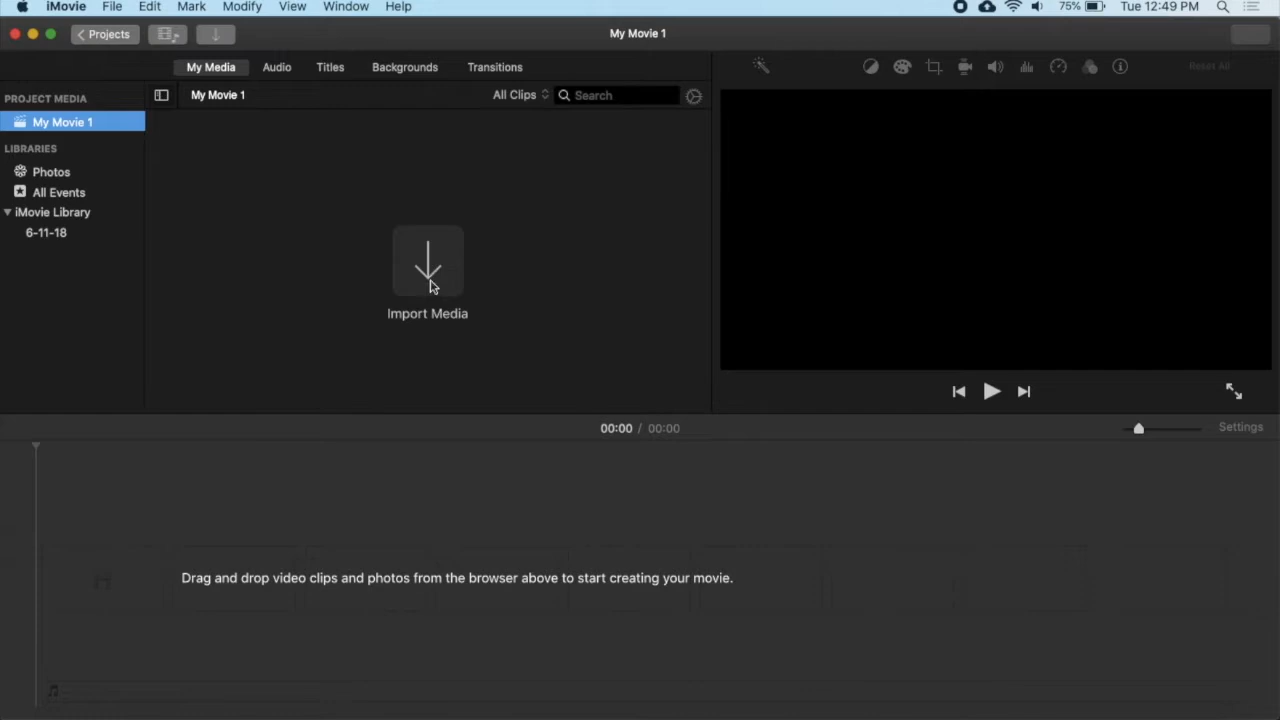 iMovie File Edit Mark Modify View Window Help 75% Tue 12:49 PM
Projects My Movie 1
My Media Audio Titles Backgrounds Transitions Reset All
PROJECT MEDIA My Movie 1 All Clips Search
My Movie 1
LIBRARIES
Photos
All Events
iMovie Library
6-11-18
Import Media
00:00 / 00:00 Settings
Drag and drop video clips and photos from the browser above to start creating your movie.